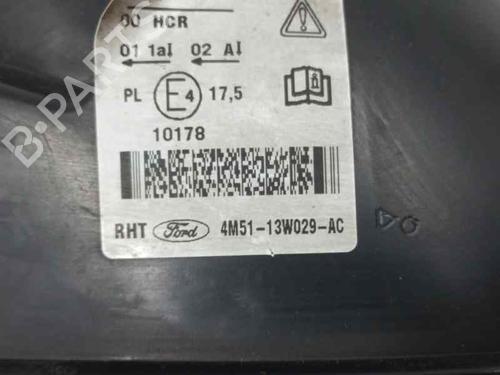 00 HCR
01 1a 02 A
PL E4 17,5
10178
RHT Ford 4M51-13W029-AC
B-PARTS